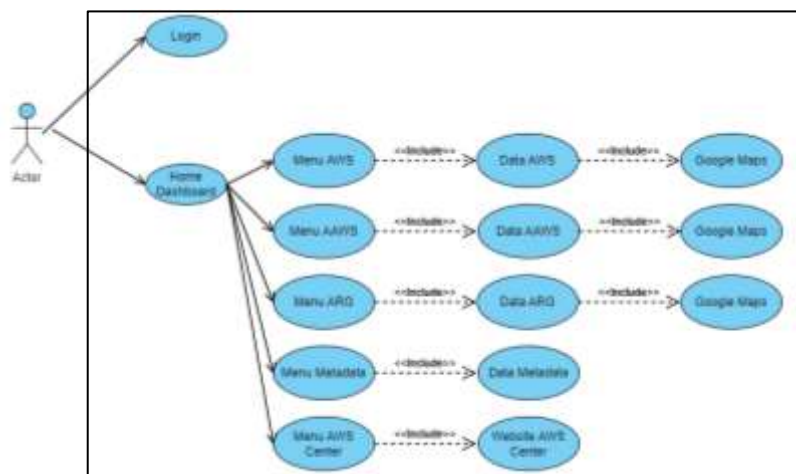 Login
Actor
Home
Dashboard
Menu AWS
<<Include>>
Data AWS
<<Include>>
Google Maps
Menu AAWS
<<Include>>
Data AAWS
<<Include>>
Google Maps
Menu ARG
<<Include>>
Data ARG
<<Include>>
Google Maps
Menu Metadata
<<Include>>
Data Metadata
Menu AWS
Center
<<Include>>
Website AWS
Center